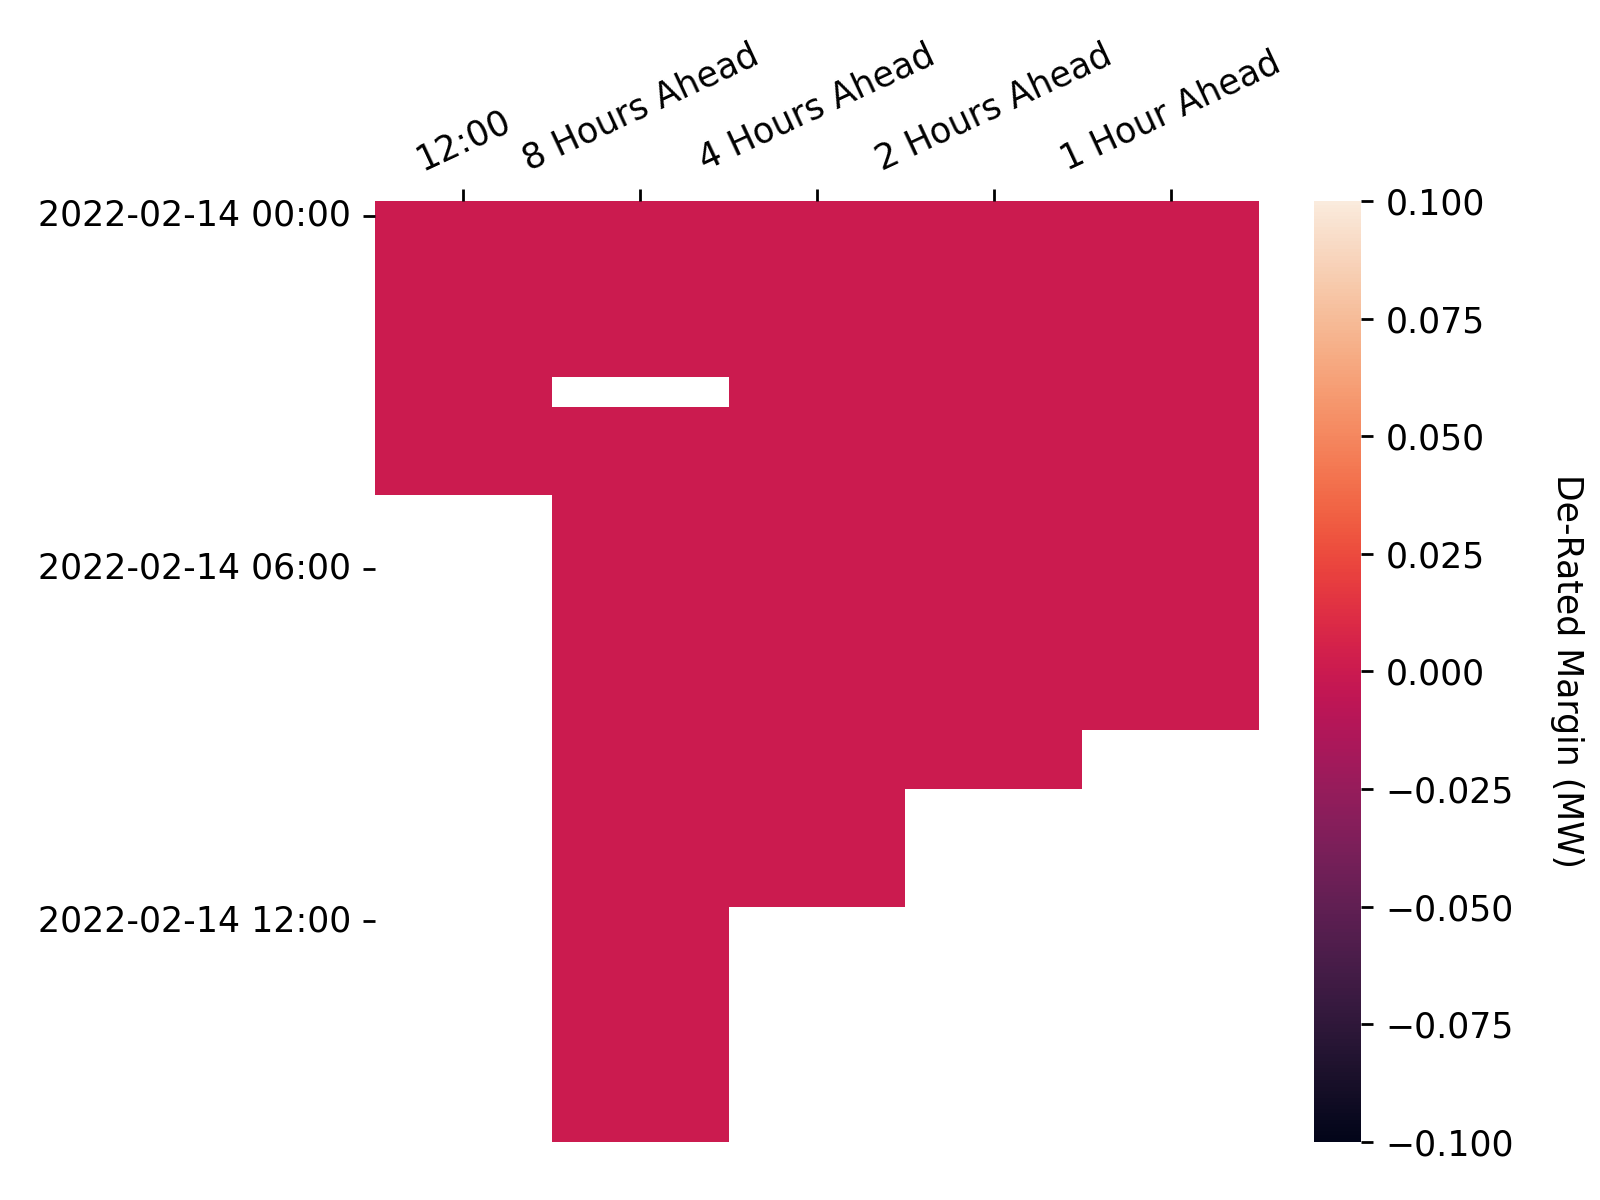 12:00
8 Hours Ahead
4 Hours Ahead
2 Hours Ahead
1 Hour Ahead
2022-02-14 00:00
2022-02-14 06:00
2022-02-14 12:00
0.100
0.075
0.050
0.025
0.000
−0.025
−0.050
−0.075
−0.100
De-Rated Margin (MW)